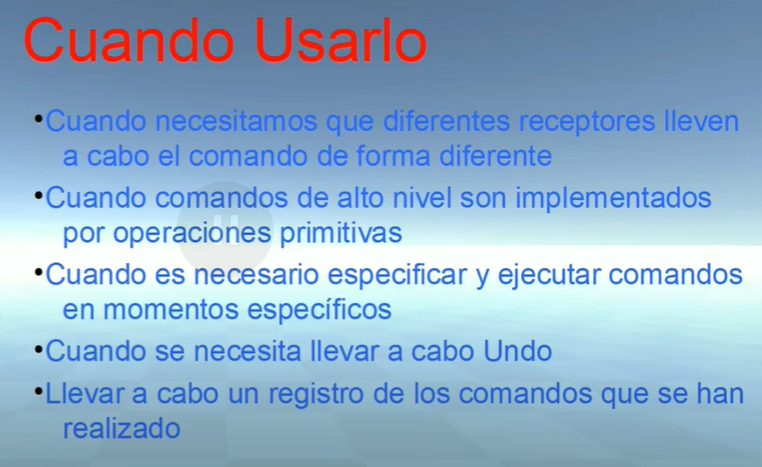 Cuando Usarlo
•Cuando necesitamos que diferentes receptores lleven
a cabo el comando de forma diferente
•Cuando comandos de alto nivel son implementados
por operaciones primitivas
•Cuando es necesario especificar y ejecutar comandos
en momentos específicos
•Cuando se necesita llevar a cabo Undo
•Llevar a cabo un registro de los comandos que se han
realizado